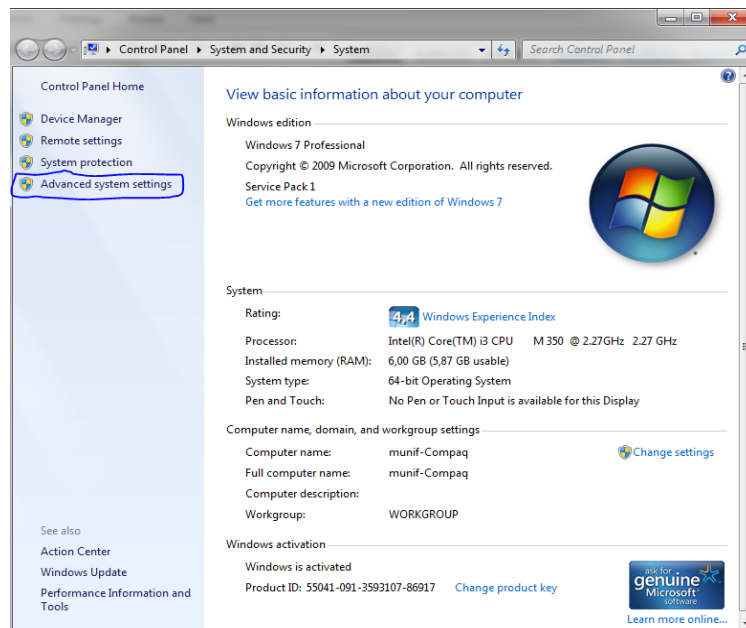 Control Panel ▸ System and Security ▸ System
Search Control Panel
Control Panel Home
Device Manager
Remote settings
System protection
Advanced system settings
See also
Action Center
Windows Update
Performance Information and
Tools
View basic information about your computer
Windows edition
Windows 7 Professional
Copyright © 2009 Microsoft Corporation. All rights reserved.
Service Pack 1
Get more features with a new edition of Windows 7
System
Rating: 4,4 Windows Experience Index
Processor: Intel(R) Core(TM) i3 CPU M 350 @ 2.27GHz 2.27 GHz
Installed memory (RAM): 6,00 GB (5,87 GB usable)
System type: 64-bit Operating System
Pen and Touch: No Pen or Touch Input is available for this Display
Computer name, domain, and workgroup settings
Computer name: munif-Compaq Change settings
Full computer name: munif-Compaq
Computer description:
Workgroup: WORKGROUP
Windows activation
Windows is activated
Product ID: 55041-091-3593107-86917 Change product key
ask for
genuine
Microsoft
software
Learn more online...